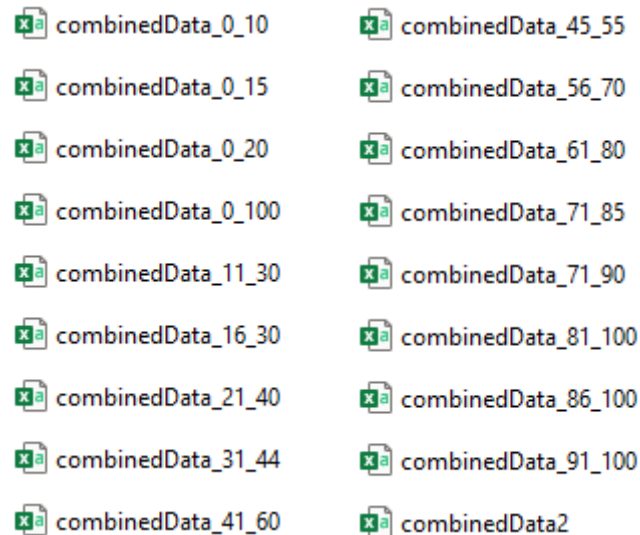 combinedData_0_10
combinedData_0_15
combinedData_0_20
combinedData_0_100
combinedData_11_30
combinedData_16_30
combinedData_21_40
combinedData_31_44
combinedData_41_60
combinedData_45_55
combinedData_56_70
combinedData_61_80
combinedData_71_85
combinedData_71_90
combinedData_81_100
combinedData_86_100
combinedData_91_100
combinedData2